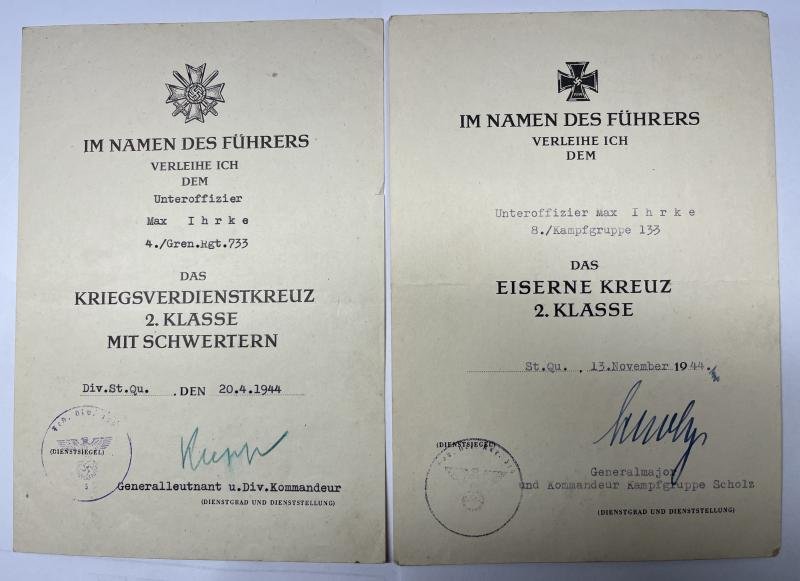 IM NAMEN DES FÜHRERS
VERLEIHE ICH
DEM
Unteroffizier
Max Ihrke
4./Gren.Rgt.733
DAS
KRIEGSVERDIENSTKREUZ
2. KLASSE
MIT SCHWERTERN
Div.St.Qu. , DEN 20.4.1944
(DIENSTSIEGEL)
Generalleutnant u.Div.Kommandeur
(DIENSTGRAD UND DIENSTSTELLUNG)
IM NAMEN DES FÜHRERS
VERLEIHE ICH
DEM
Unteroffizier Max Ihrke
8./Kampfgruppe 133
DAS
EISERNE KREUZ
2. KLASSE
St.Qu. , 13.November 1944.
(DIENSTSIEGEL)
Generalmajor
und Kommandeur Kampfgruppe Scholz
(DIENSTGRAD UND DIENSTSTELLUNG)